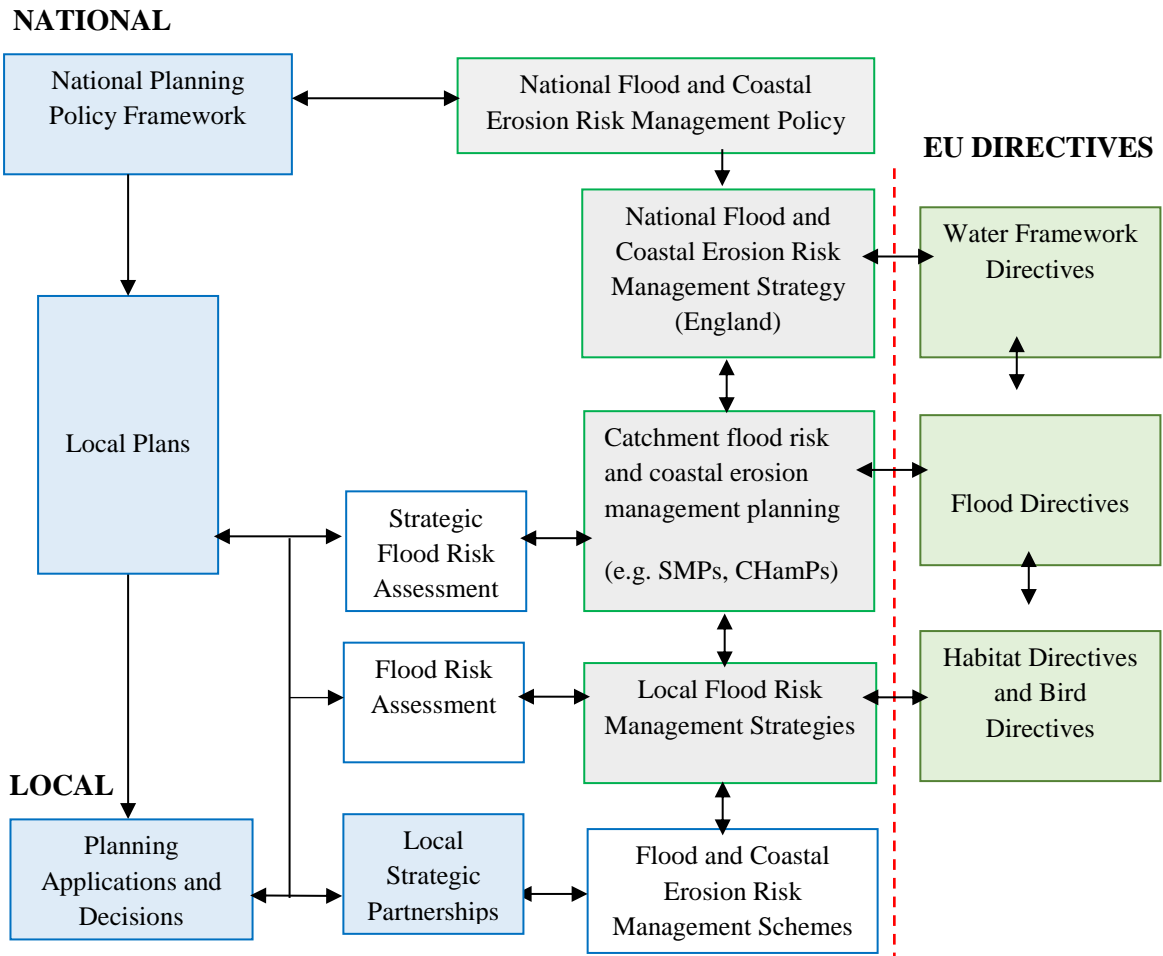 NATIONAL
National Planning
Policy Framework
National Flood and Coastal
Erosion Risk Management Policy
EU DIRECTIVES
National Flood and
Coastal Erosion Risk
Management Strategy
(England)
Water Framework
Directives
Local Plans
Catchment flood risk
and coastal erosion
management planning
(e.g. SMPs, CHamPs)
Flood Directives
Strategic
Flood Risk
Assessment
Flood Risk
Assessment
Local Flood Risk
Management Strategies
Habitat Directives
and Bird
Directives
LOCAL
Planning
Applications and
Decisions
Local
Strategic
Partnerships
Flood and Coastal
Erosion Risk
Management Schemes